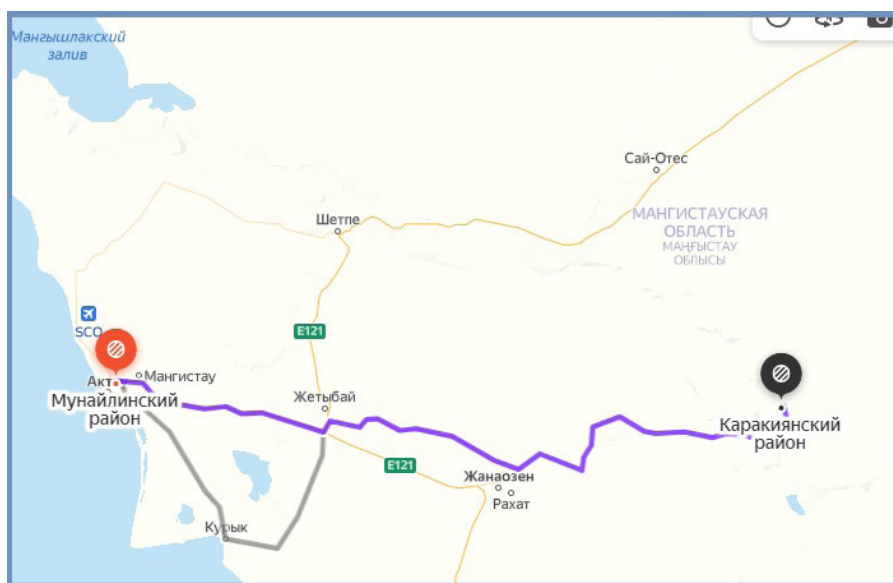 Мангышлакский
залив
Сай-Отес
Шетпе
МАНГИСТАУСКАЯ
ОБЛАСТЬ
МАҢҒЫСТАУ
ОБЛЫСЫ
SCO
E121
Мангистау
Акт
Мунайлинский
район
Жетыбай
Каракиянский
район
E121
Жанаозен
Рахат
Курык